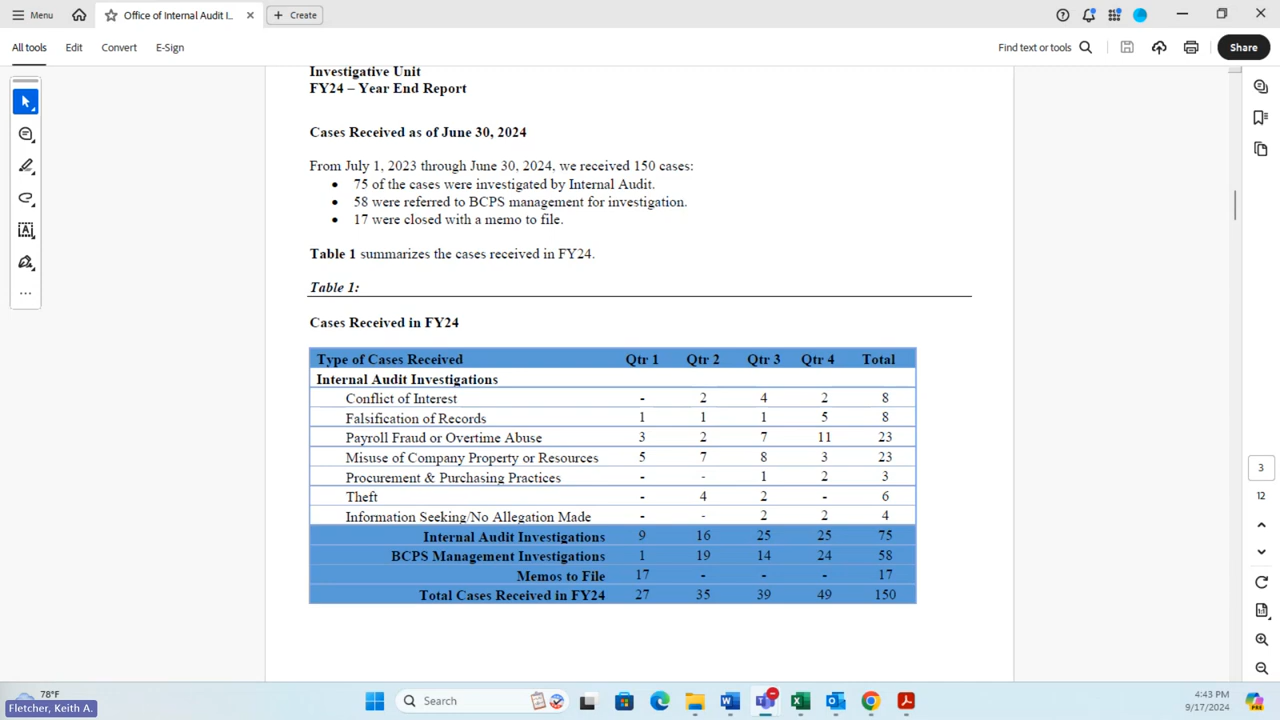 Menu
Office of Internal Audit I...
Create
All tools
Edit
Convert
E-Sign
Find text or tools
Share
Investigative Unit
FY24 – Year End Report
Cases Received as of June 30, 2024
From July 1, 2023 through June 30, 2024, we received 150 cases:
• 75 of the cases were investigated by Internal Audit.
• 58 were referred to BCPS management for investigation.
• 17 were closed with a memo to file.
Table 1 summarizes the cases received in FY24.
Table 1:
Cases Received in FY24
Type of Cases Received Qtr 1 Qtr 2 Qtr 3 Qtr 4 Total
Internal Audit Investigations
Conflict of Interest - 2 4 2 8
Falsification of Records 1 1 1 5 8
Payroll Fraud or Overtime Abuse 3 2 7 11 23
Misuse of Company Property or Resources 5 7 8 3 23
Procurement & Purchasing Practices - - 1 2 3
Theft - 4 2 - 6
Information Seeking/No Allegation Made - - 2 2 4
Internal Audit Investigations 9 16 25 25 75
BCPS Management Investigations 1 19 14 24 58
Memos to File 17 - - - 17
Total Cases Received in FY24 27 35 39 49 150
3
12
78°F
Fletcher, Keith A.
Search
4:43 PM
9/17/2024